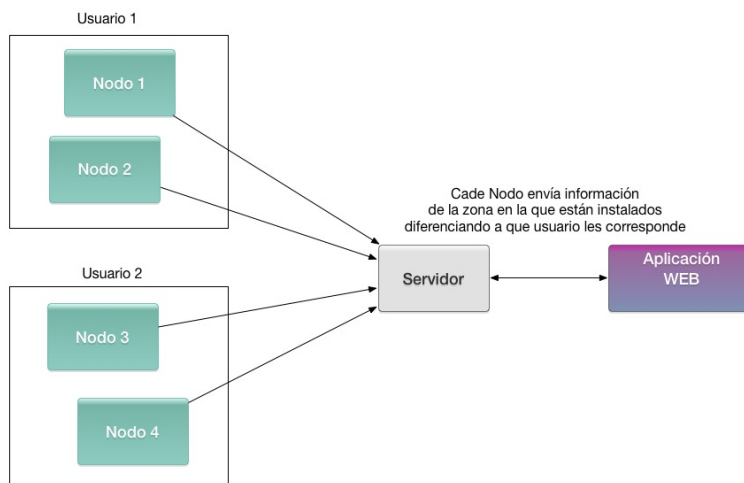 Usuario 1
Nodo 1
Nodo 2
Cade Nodo envía información
de la zona en la que están instalados
diferenciando a que usuario les corresponde
Servidor
Aplicación
WEB
Usuario 2
Nodo 3
Nodo 4